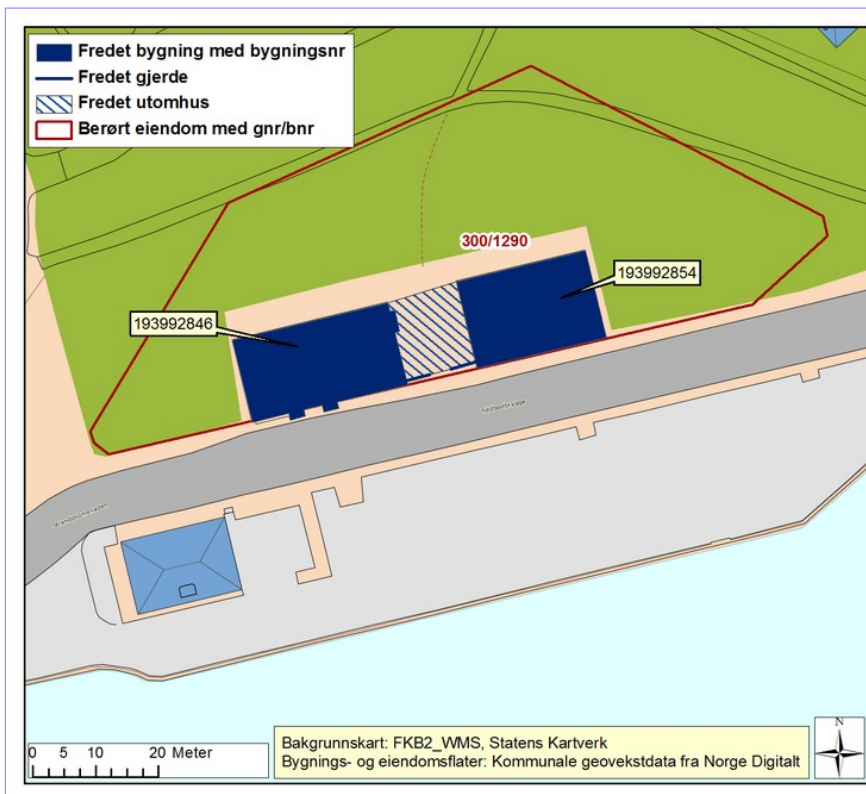 Fredet bygning med bygningsnr
Fredet gjerde
Fredet utomhus
Berørt eiendom med gnr/bnr
300/1290
193992854
193992846
Strandpromenaden
0 5 10 20 Meter
Bakgrunnskart: FKB2_WMS, Statens Kartverk
Bygnings- og eiendomsflater: Kommunale geovekstdata fra Norge Digitalt
N